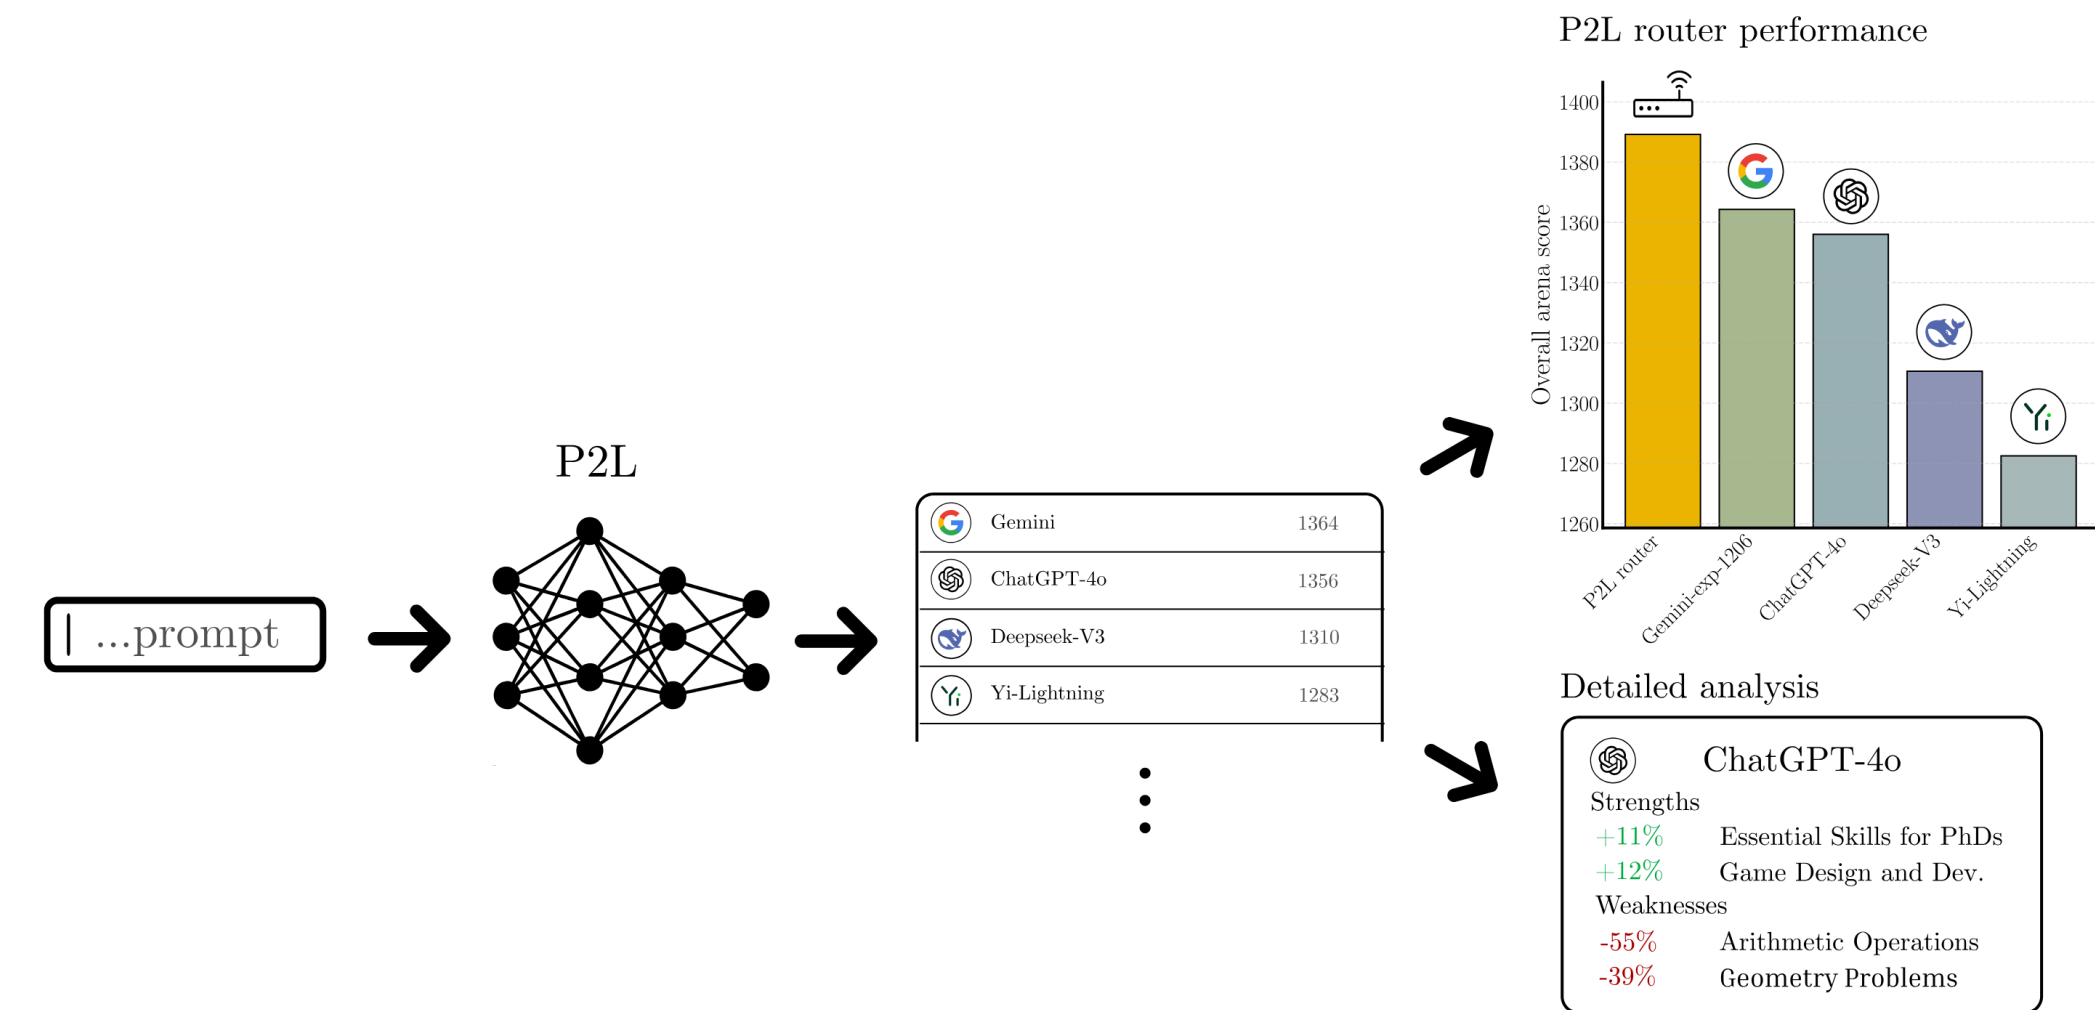 P2L router performance
Overall arena score
1400
1380
1360
1340
1320
1300
1280
1260
P2L router
Gemini-exp-1206
ChatGPT-4o
Deepseek-V3
Yi-Lightning
P2L
| ...prompt
Gemini 1364
ChatGPT-4o 1356
Deepseek-V3 1310
Yi-Lightning 1283
Detailed analysis
ChatGPT-4o
Strengths
+11% Essential Skills for PhDs
+12% Game Design and Dev.
Weaknesses
-55% Arithmetic Operations
-39% Geometry Problems